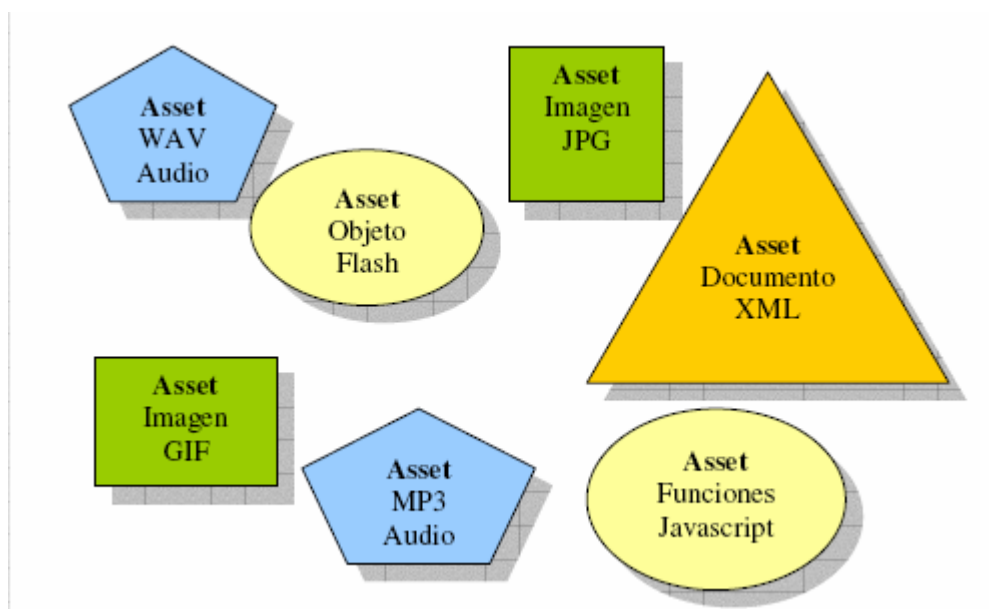 Asset
WAV
Audio
Asset
Objeto
Flash
Asset
Imagen
JPG
Asset
Documento
XML
Asset
Imagen
GIF
Asset
MP3
Audio
Asset
Funciones
Javascript